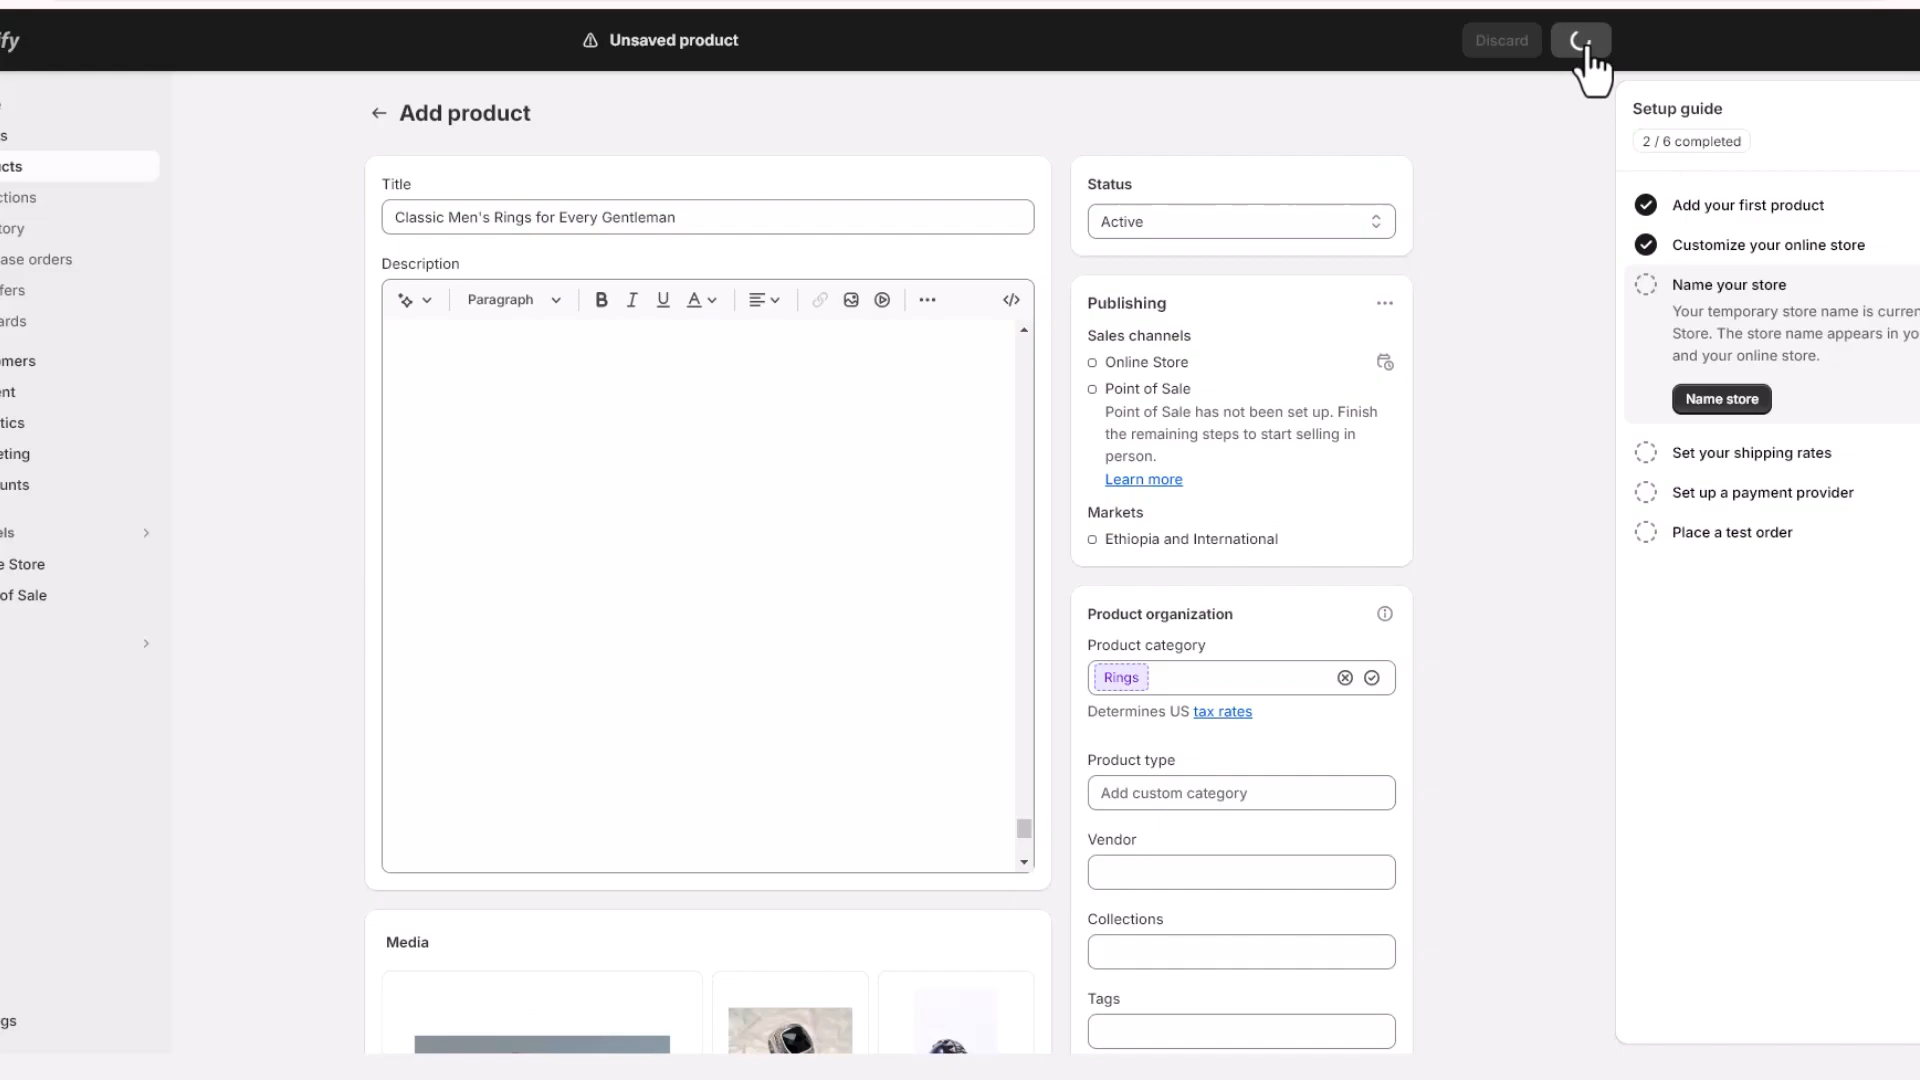 ify
Unsaved product
Discard
Add product
Title
Classic Men's Rings for Every Gentleman
Description
Paragraph
B I U A
Media
Status
Active
Publishing
Sales channels
Online Store
Point of Sale
Point of Sale has not been set up. Finish
the remaining steps to start selling in
person.
Learn more
Markets
Ethiopia and International
Product organization
Product category
Rings
Determines US tax rates
Product type
Add custom category
Vendor
Collections
Tags
Setup guide
2 / 6 completed
Add your first product
Customize your online store
Name your store
Your temporary store name is curren
Store. The store name appears in yo
and your online store.
Name store
Set your shipping rates
Set up a payment provider
Place a test order
s
ucts
ctions
tory
ase orders
fers
ards
omers
ent
tics
eting
unts
els
e Store
of Sale
gs